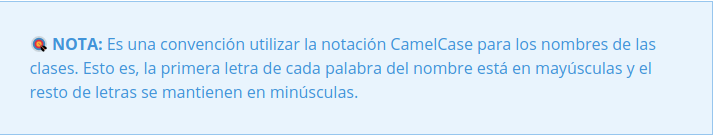 NOTA: Es una convención utilizar la notación CamelCase para los nombres de las
clases. Esto es, la primera letra de cada palabra del nombre está en mayúsculas y el
resto de letras se mantienen en minúsculas.